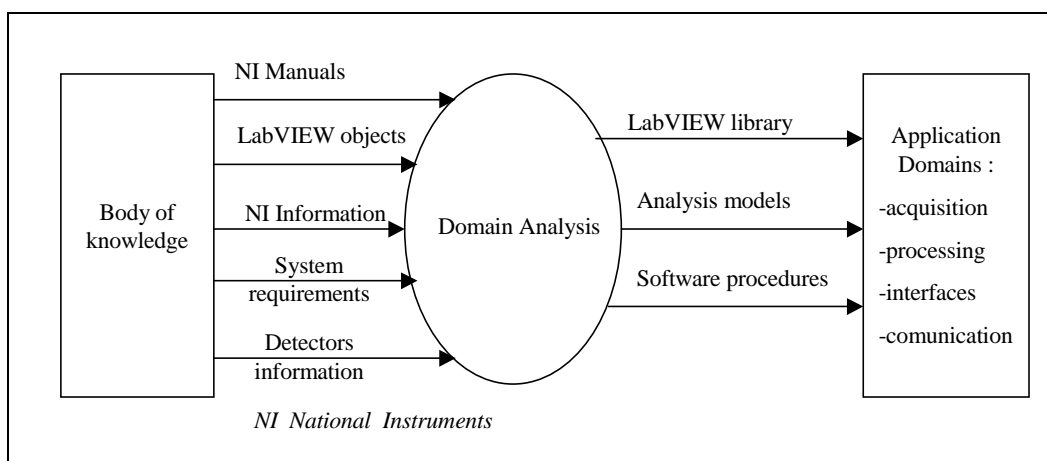 NI Manuals
LabVIEW objects
NI Information
System
requirements
Detectors
information
Body of
knowledge
Domain Analysis
LabVIEW library
Analysis models
Software procedures
Application
Domains :
-acquisition
-processing
-interfaces
-comunication
NI National Instruments